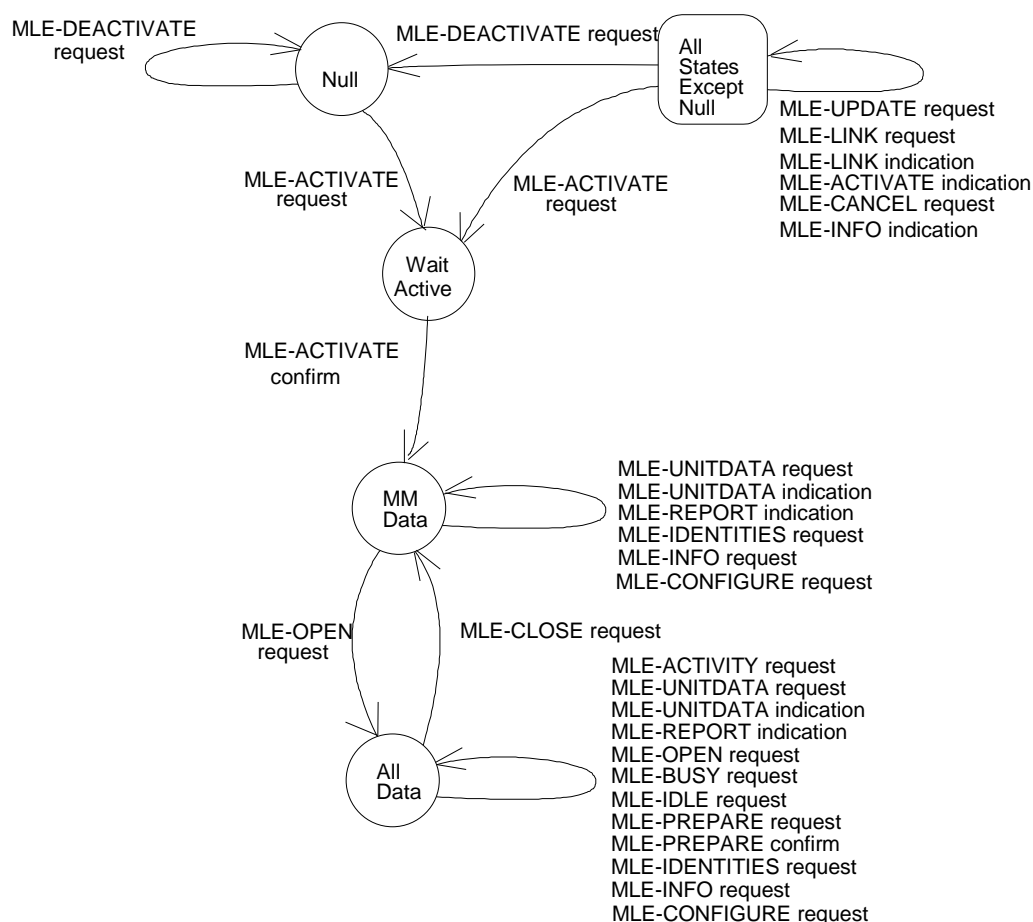 MLE-DEACTIVATE
request
Null
MLE-DEACTIVATE request
All
States
Except
Null
MLE-UPDATE request
MLE-LINK request
MLE-LINK indication
MLE-ACTIVATE indication
MLE-CANCEL request
MLE-INFO indication
MLE-ACTIVATE
request
MLE-ACTIVATE
request
Wait
Active
MLE-ACTIVATE
confirm
MM
Data
MLE-UNITDATA request
MLE-UNITDATA indication
MLE-REPORT indication
MLE-IDENTITIES request
MLE-INFO request
MLE-CONFIGURE request
MLE-OPEN
request
MLE-CLOSE request
All
Data
MLE-ACTIVITY request
MLE-UNITDATA request
MLE-UNITDATA indication
MLE-REPORT indication
MLE-OPEN request
MLE-BUSY request
MLE-IDLE request
MLE-PREPARE request
MLE-PREPARE confirm
MLE-IDENTITIES request
MLE-INFO request
MLE-CONFIGURE request